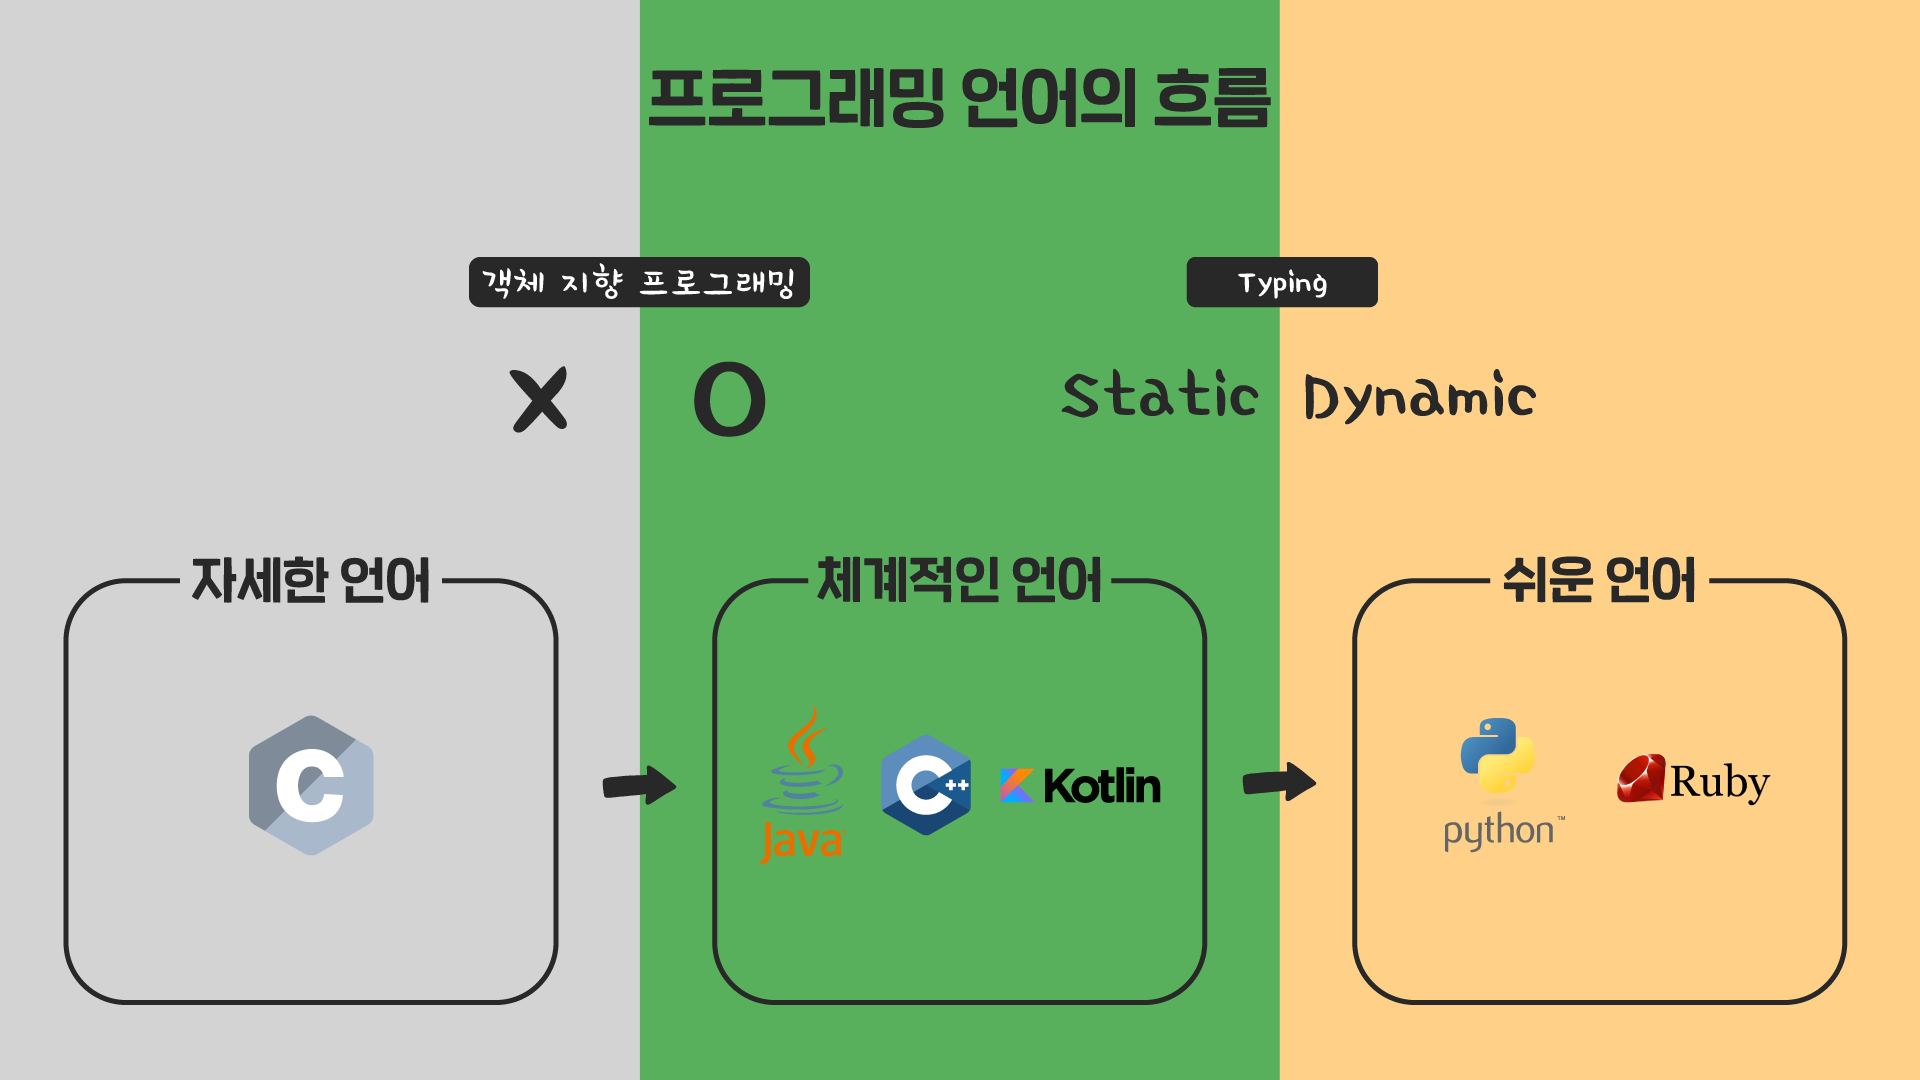 프로그래밍 언어의 흐름
객체 지향 프로그래밍
Typing
X
O
Static
Dynamic
자세한 언어
체계적인 언어
쉬운 언어
C
Java
C++
Kotlin
python™
Ruby